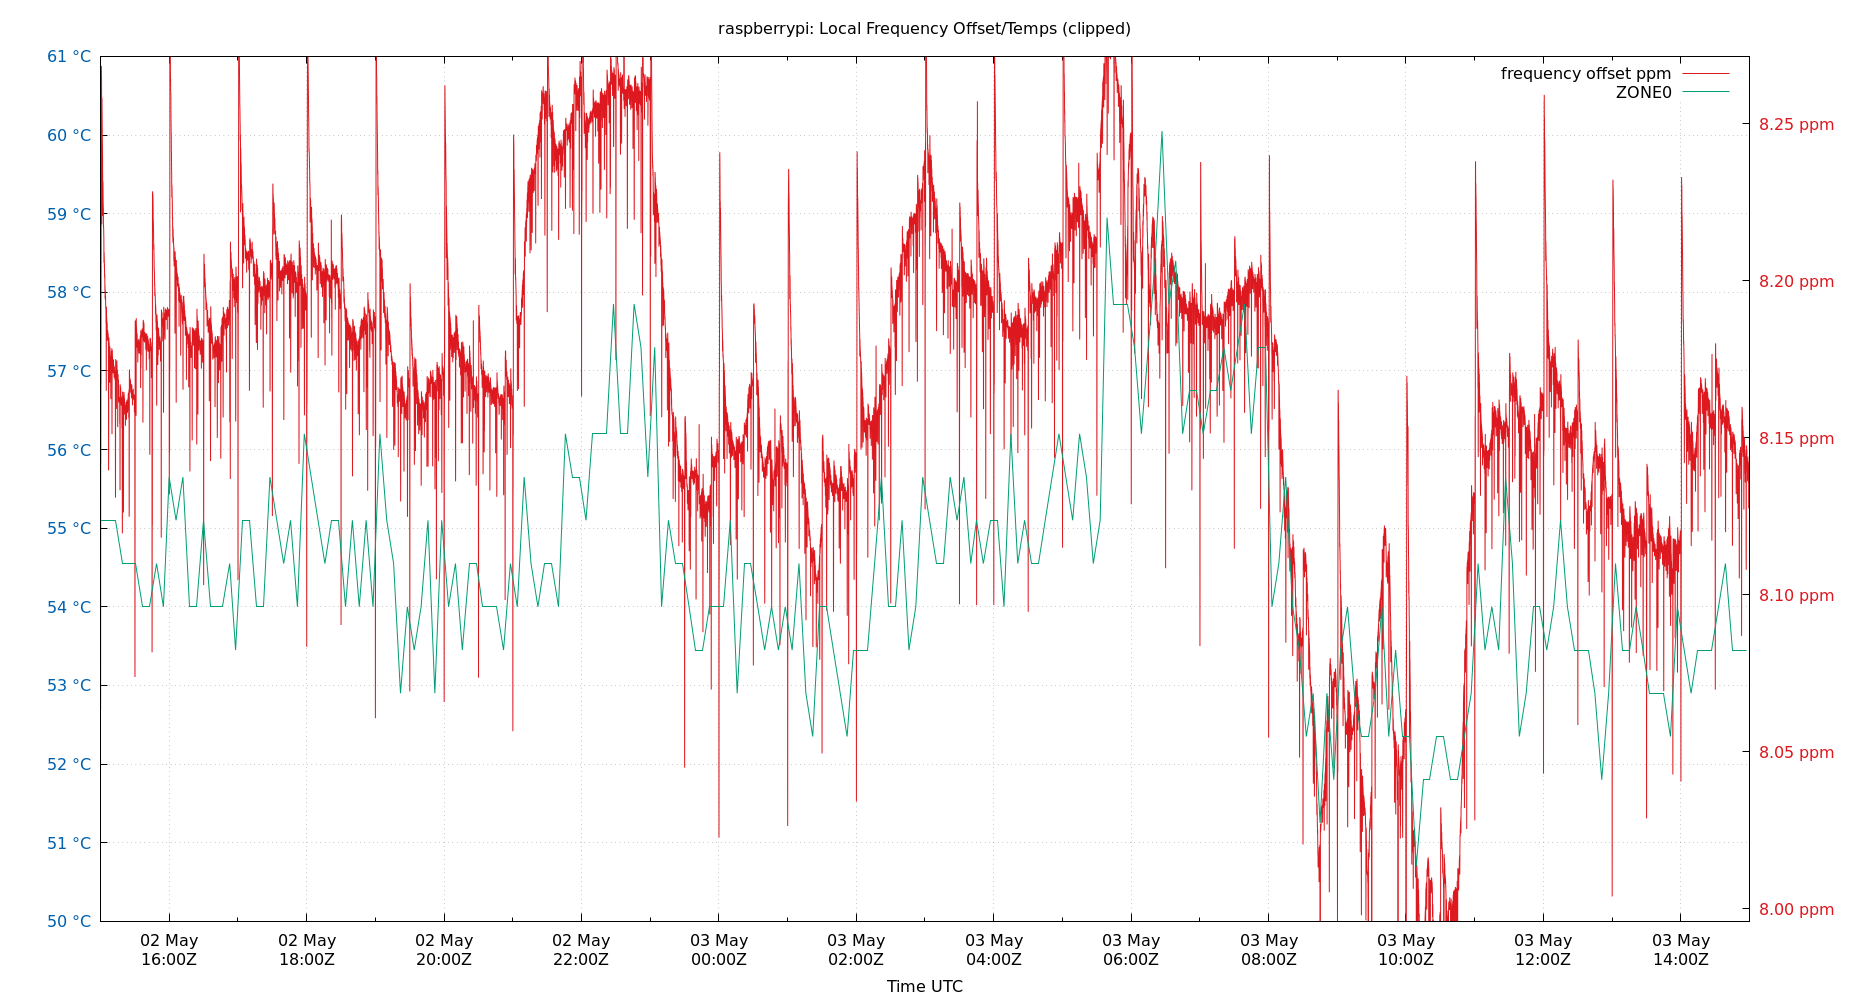 raspberrypi: Local Frequency Offset/Temps (clipped)
frequency offset ppm
ZONE0
61 °C
60 °C
59 °C
58 °C
57 °C
56 °C
55 °C
54 °C
53 °C
52 °C
51 °C
50 °C
8.25 ppm
8.20 ppm
8.15 ppm
8.10 ppm
8.05 ppm
8.00 ppm
02 May 02 May 02 May 02 May 03 May 03 May 03 May 03 May 03 May 03 May 03 May 03 May
16:00Z 18:00Z 20:00Z 22:00Z 00:00Z 02:00Z 04:00Z 06:00Z 08:00Z 10:00Z 12:00Z 14:00Z
Time UTC